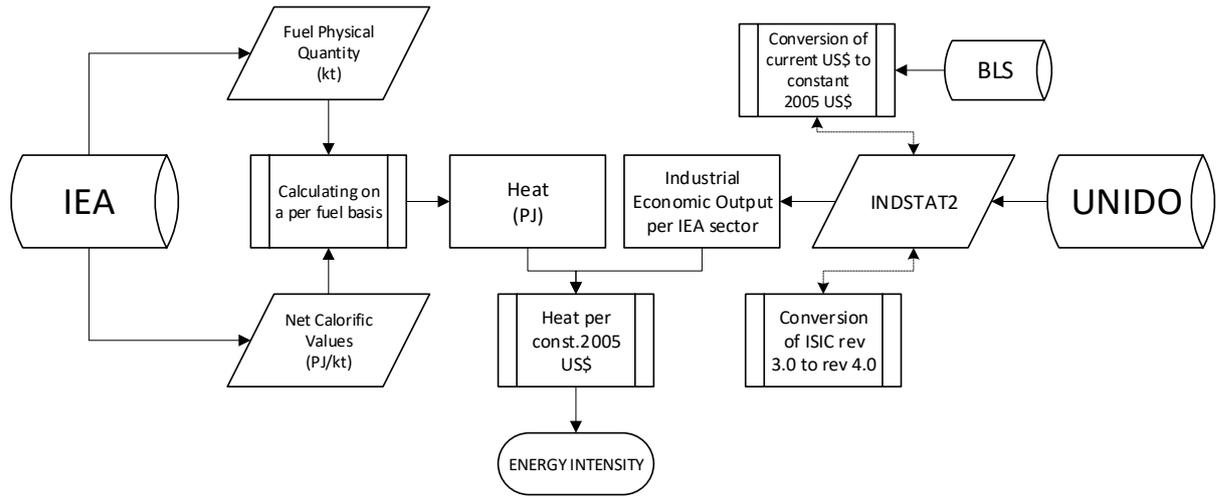 Fuel Physical
Quantity
(kt)
Conversion of
current US$ to
constant
2005 US$
BLS
IEA
Calculating on
a per fuel basis
Heat
(PJ)
Industrial
Economic Output
per IEA sector
INDSTAT2
UNIDO
Net Calorific
Values
(PJ/kt)
Heat per
const.2005
US$
Conversion
of ISIC rev
3.0 to rev 4.0
ENERGY INTENSITY